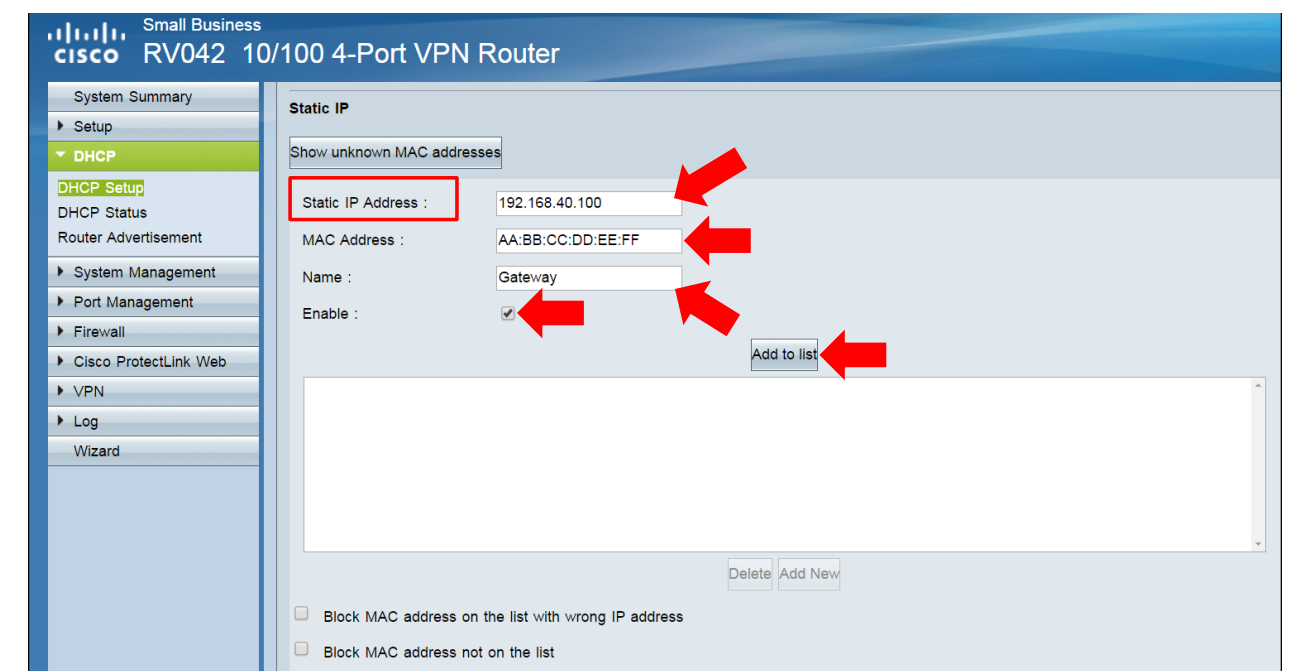 Small Business
CISCO RV042 10/100 4-Port VPN Router
System Summary
Setup
DHCP
DHCP Setup
DHCP Status
Router Advertisement
System Management
Port Management
Firewall
Cisco ProtectLink Web
VPN
Log
Wizard
Static IP
Show unknown MAC addresses
Static IP Address : 192.168.40.100
MAC Address : AA:BB:CC:DD:EE:FF
Name : Gateway
Enable :
Add to list
Delete Add New
Block MAC address on the list with wrong IP address
Block MAC address not on the list